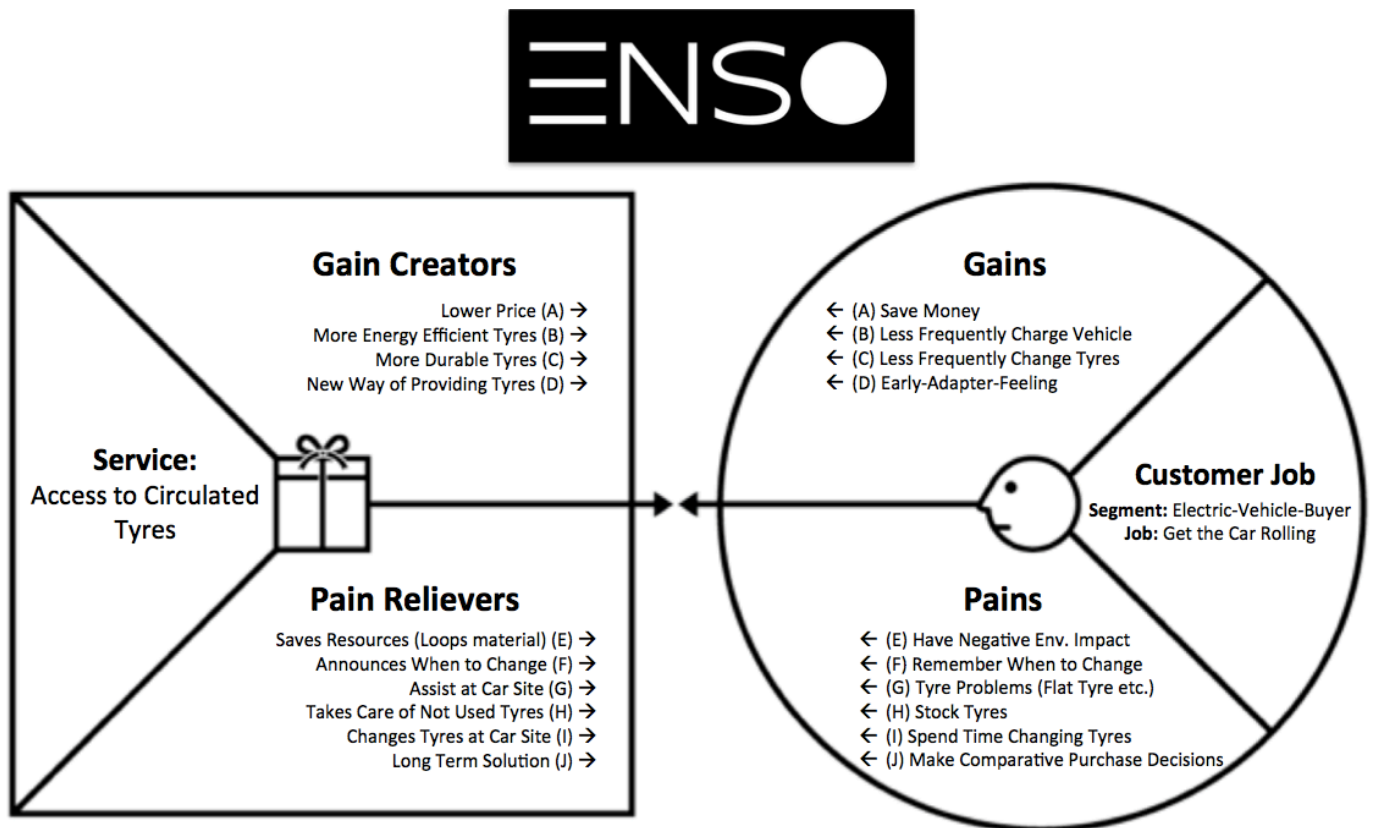 ENSO
Gain Creators
Lower Price (A) →
More Energy Efficient Tyres (B) →
More Durable Tyres (C) →
New Way of Providing Tyres (D) →
Service:
Access to Circulated
Tyres
Pain Relievers
Saves Resources (Loops material) (E) →
Announces When to Change (F) →
Assist at Car Site (G) →
Takes Care of Not Used Tyres (H) →
Changes Tyres at Car Site (I) →
Long Term Solution (J) →
Gains
← (A) Save Money
← (B) Less Frequently Charge Vehicle
← (C) Less Frequently Change Tyres
← (D) Early-Adapter-Feeling
Customer Job
Segment: Electric-Vehicle-Buyer
Job: Get the Car Rolling
Pains
← (E) Have Negative Env. Impact
← (F) Remember When to Change
← (G) Tyre Problems (Flat Tyre etc.)
← (H) Stock Tyres
← (I) Spend Time Changing Tyres
← (J) Make Comparative Purchase Decisions